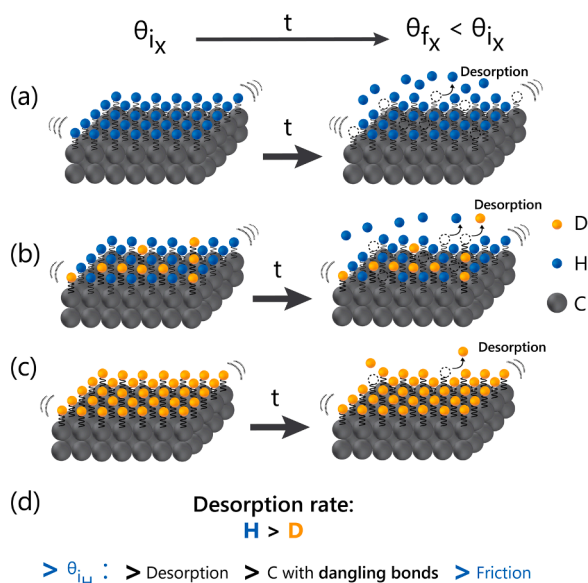 θiX t θfX < θiX
Desorption
(a) t
Desorption
(b) t
D
H
C
Desorption
(c) t
(d)
Desorption rate:
H > D
> θiH : > Desorption > C with dangling bonds > Friction